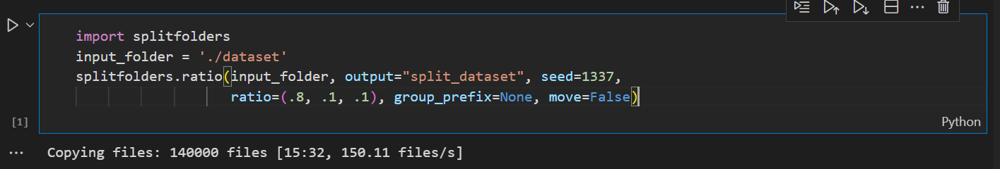 import splitfolders
input_folder = './dataset'
splitfolders.ratio(input_folder, output="split_dataset", seed=1337,
ratio=(.8, .1, .1), group_prefix=None, move=False)
[1]
Python
Copying files: 140000 files [15:32, 150.11 files/s]